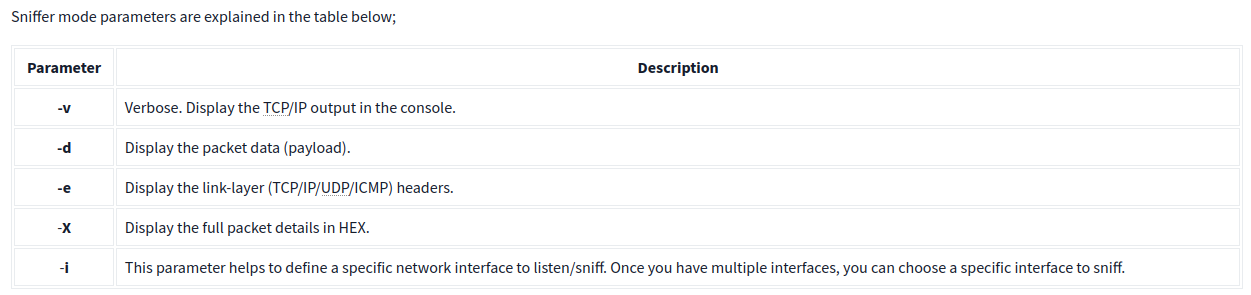 Sniffer mode parameters are explained in the table below;
Parameter Description
-v Verbose. Display the TCP/IP output in the console.
-d Display the packet data (payload).
-e Display the link-layer (TCP/IP/UDP/ICMP) headers.
-X Display the full packet details in HEX.
-i This parameter helps to define a specific network interface to listen/sniff. Once you have multiple interfaces, you can choose a specific interface to sniff.